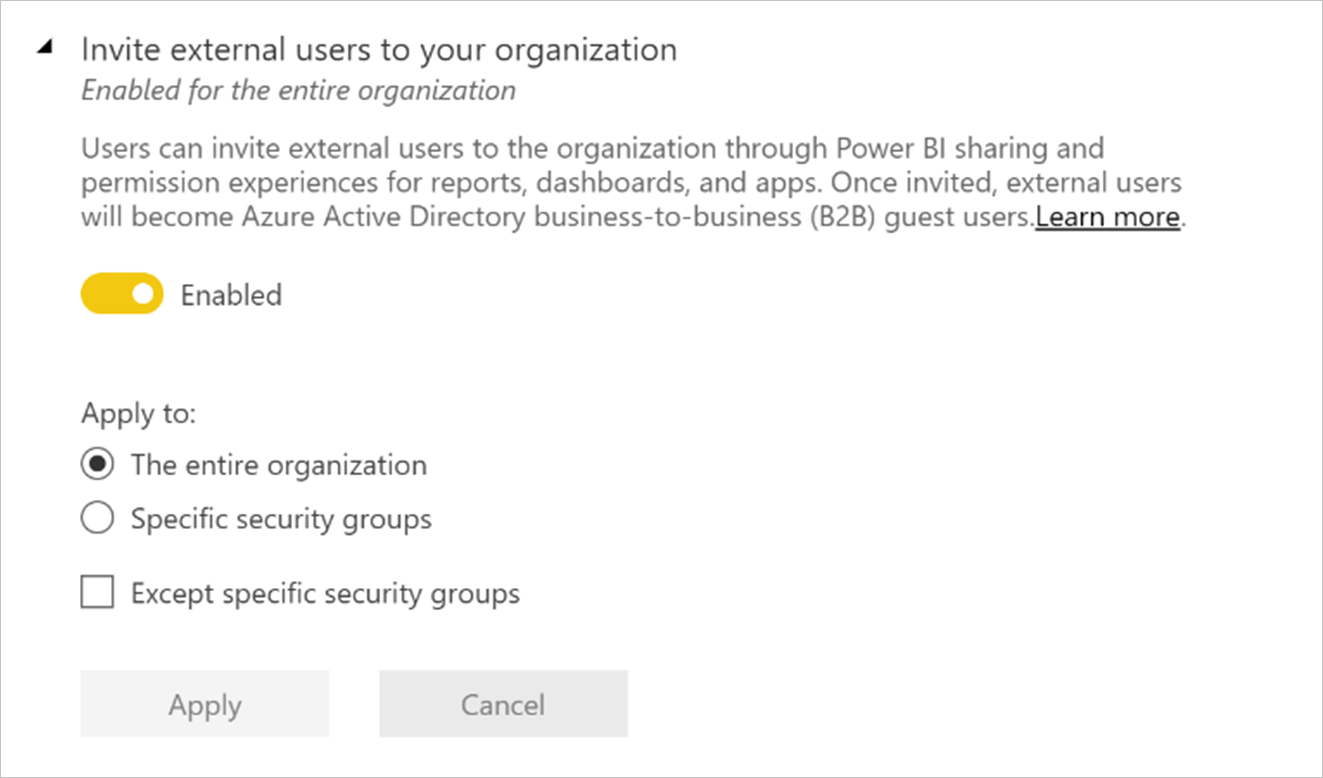 Invite external users to your organization
Enabled for the entire organization
Users can invite external users to the organization through Power BI sharing and
permission experiences for reports, dashboards, and apps. Once invited, external users
will become Azure Active Directory business-to-business (B2B) guest users.Learn more.
Enabled
Apply to:
The entire organization
Specific security groups
Except specific security groups
Apply
Cancel